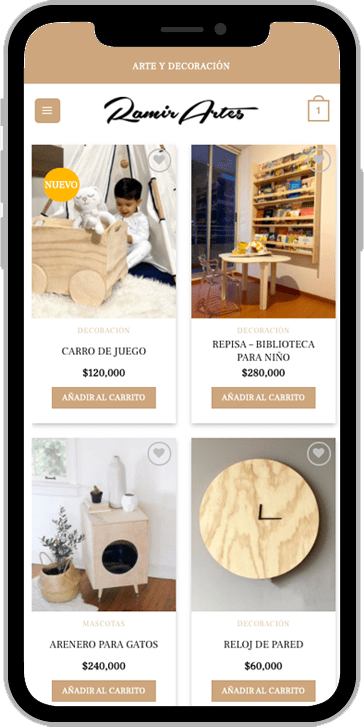 ARTE Y DECORACIÓN
Ramir Artes
1
NUEVO
DECORACIÓN
CARRO DE JUEGO
$120,000
AÑADIR AL CARRITO
DECORACIÓN
REPISA – BIBLIOTECA
PARA NIÑO
$280,000
AÑADIR AL CARRITO
MASCOTAS
ARENERO PARA GATOS
$240,000
AÑADIR AL CARRITO
DECORACIÓN
RELOJ DE PARED
$60,000
AÑADIR AL CARRITO